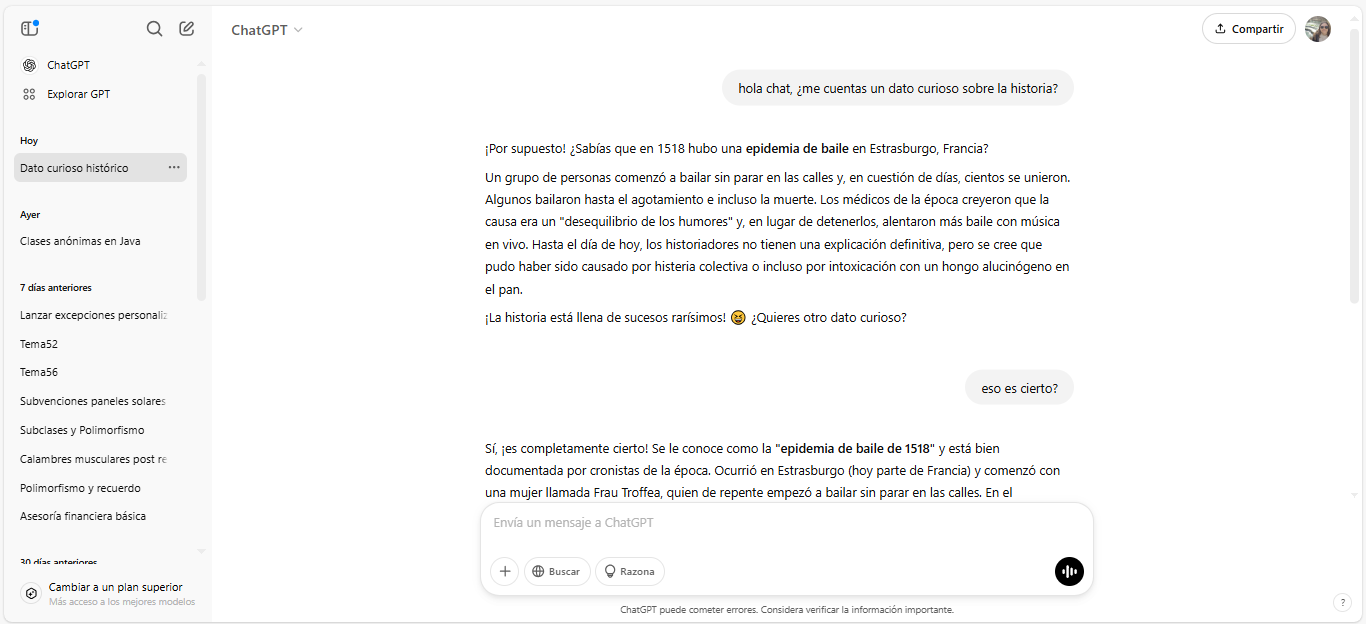 ChatGPT
Explorar GPT
Hoy
Dato curioso histórico
Ayer
Clases anónimas en Java
7 días anteriores
Lanzar excepciones personaliz
Tema52
Tema56
Subvenciones paneles solares
Subclases y Polimorfismo
Calambres musculares post re
Polimorfismo y recuerdo
Asesoría financiera básica
30 días anteriores
Cambiar a un plan superior
Más acceso a los mejores modelos
ChatGPT
Compartir
hola chat, ¿me cuentas un dato curioso sobre la historia?
¡Por supuesto! ¿Sabías que en 1518 hubo una epidemia de baile en Estrasburgo, Francia?
Un grupo de personas comenzó a bailar sin parar en las calles y, en cuestión de días, cientos se unieron.
Algunos bailaron hasta el agotamiento e incluso la muerte. Los médicos de la época creyeron que la
causa era un "desequilibrio de los humores" y, en lugar de detenerlos, alentaron más baile con música
en vivo. Hasta el día de hoy, los historiadores no tienen una explicación definitiva, pero se cree que
pudo haber sido causado por histeria colectiva o incluso por intoxicación con un hongo alucinógeno en
el pan.
¡La historia está llena de sucesos rarísimos! 😆 ¿Quieres otro dato curioso?
eso es cierto?
Sí, ¡es completamente cierto! Se le conoce como la "epidemia de baile de 1518" y está bien
documentada por cronistas de la época. Ocurrió en Estrasburgo (hoy parte de Francia) y comenzó con
una mujer llamada Frau Troffea, quien de repente empezó a bailar sin parar en las calles. En el
Envía un mensaje a ChatGPT
Buscar
Razona
ChatGPT puede cometer errores. Considera verificar la información importante.
?